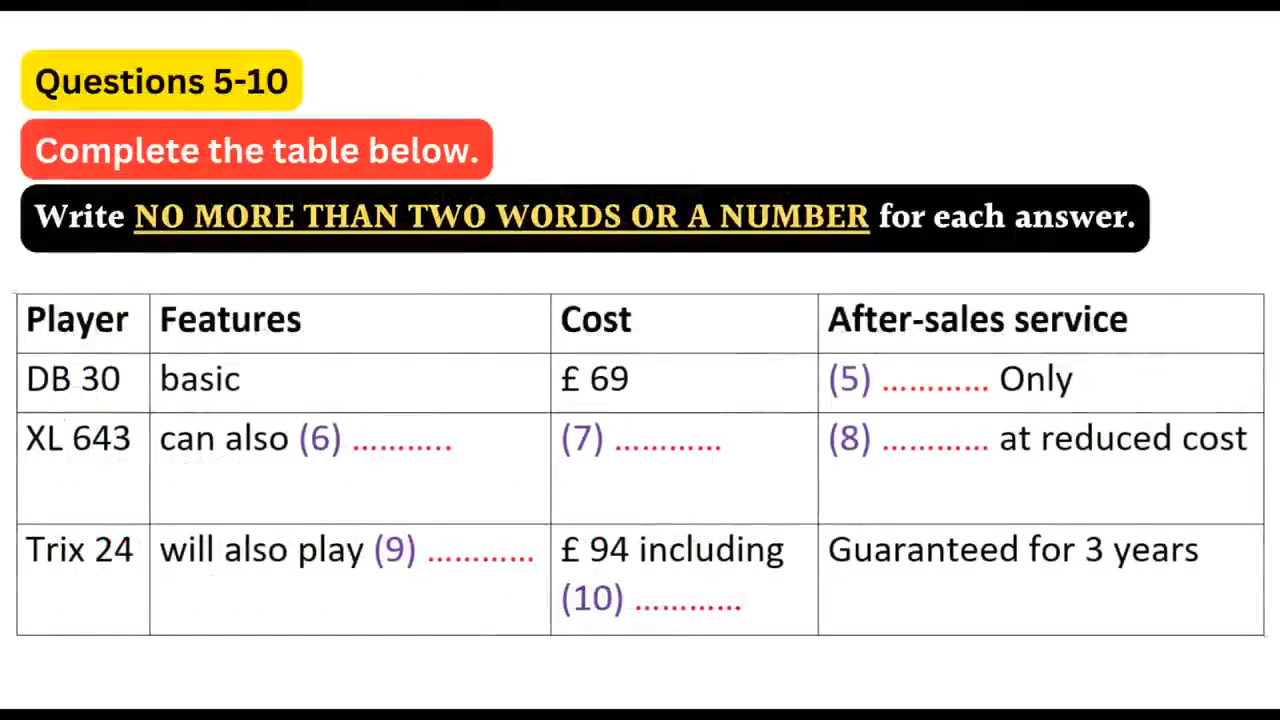 Questions 5-10
Complete the table below.
Write NO MORE THAN TWO WORDS OR A NUMBER for each answer.
Player Features Cost After-sales service
DB 30 basic £ 69 (5) ............ Only
XL 643 can also (6) ........... (7) ............ (8) ............ at reduced cost
Trix 24 will also play (9) ............ £ 94 including Guaranteed for 3 years
(10) ............